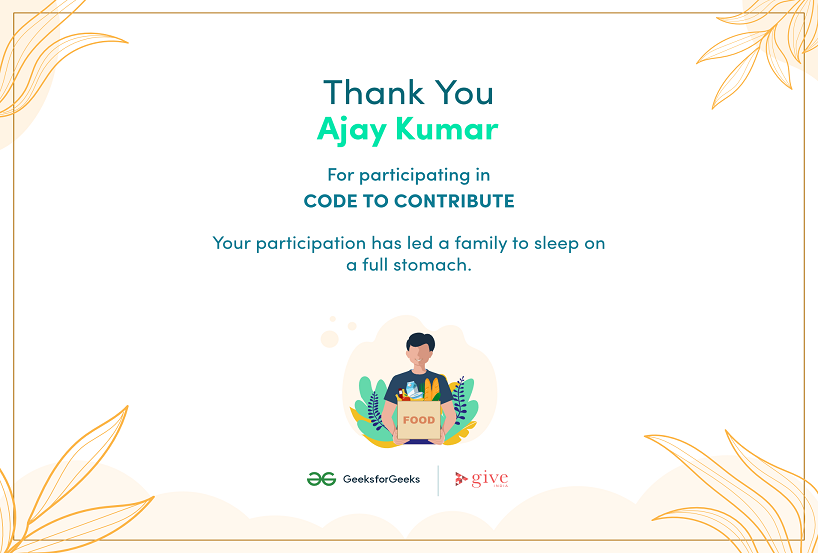 Thank You
Ajay Kumar
For participating in
CODE TO CONTRIBUTE
Your participation has led a family to sleep on
a full stomach.
FOOD
GeeksforGeeks
give
INDIA